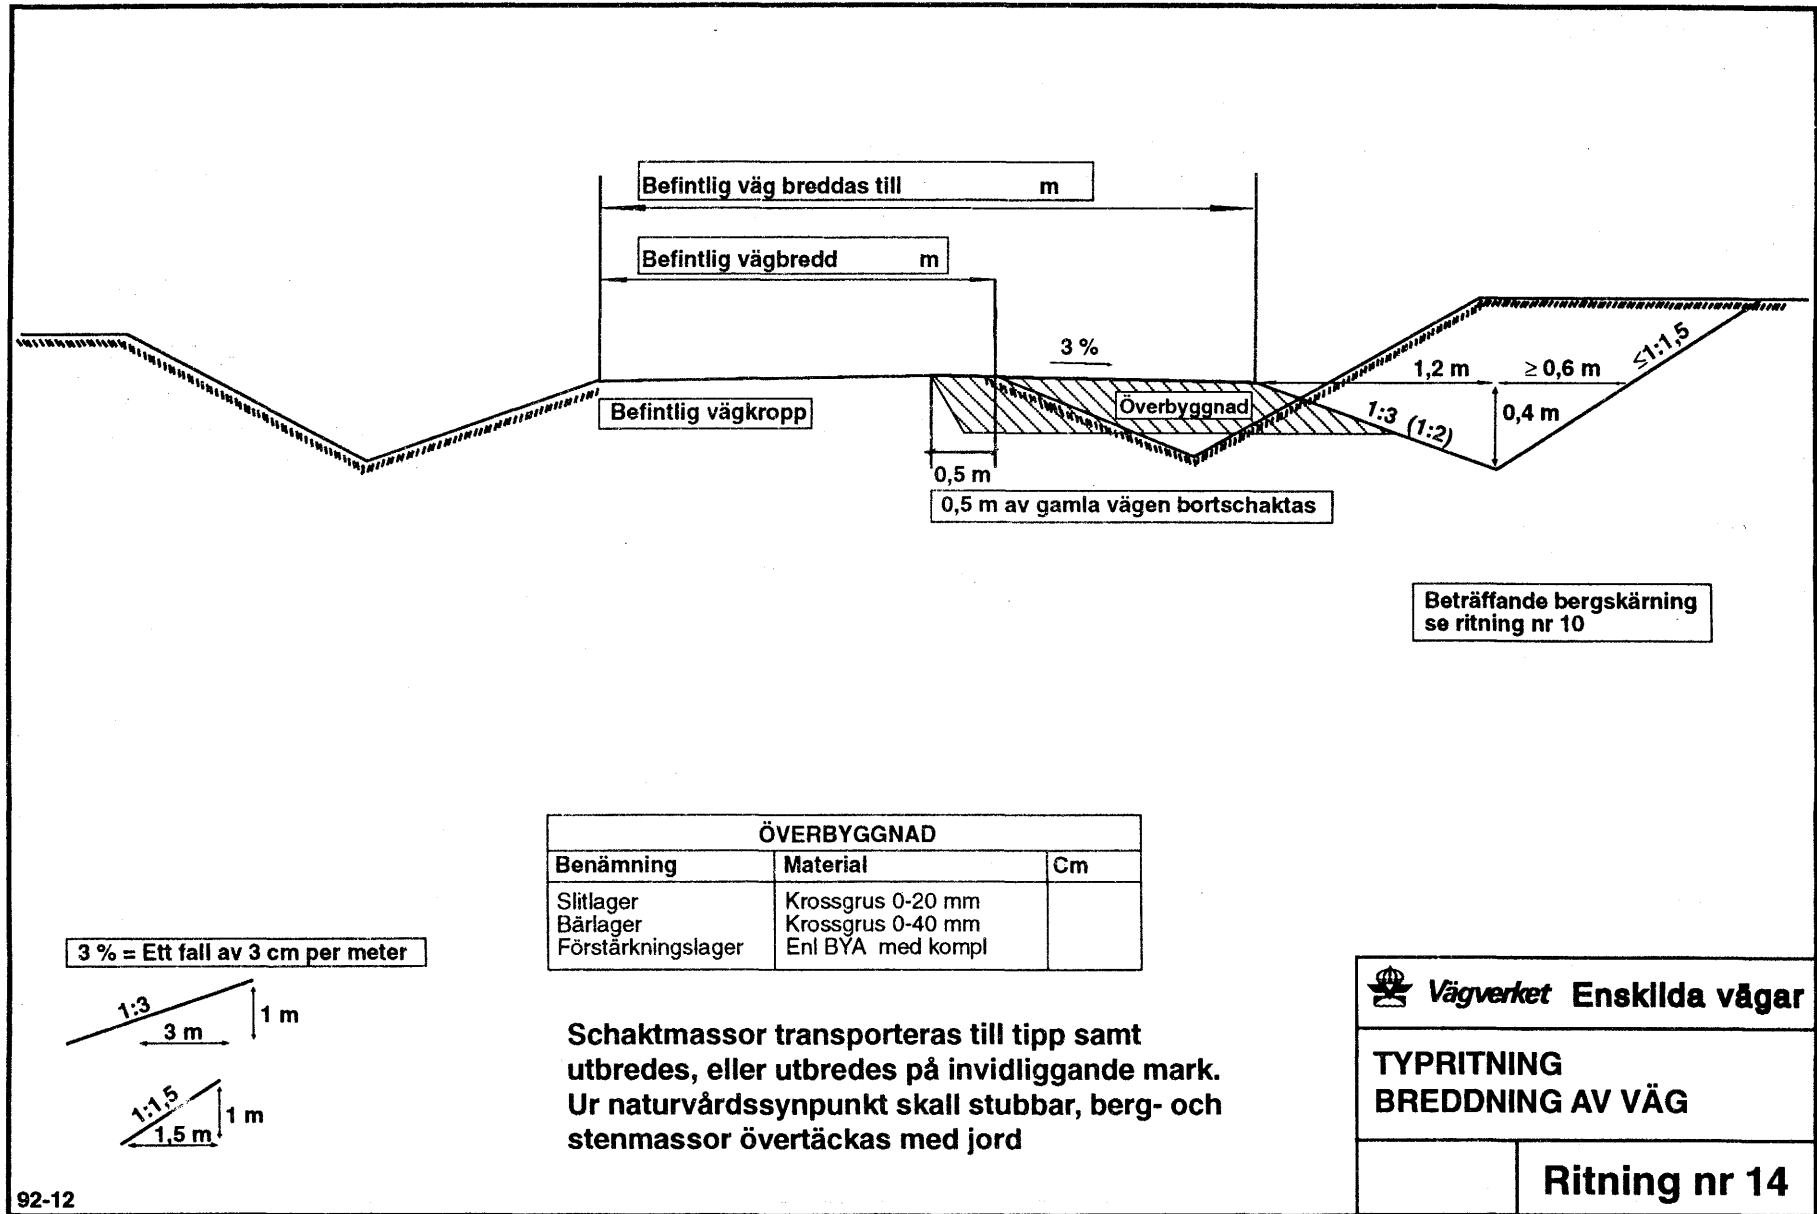 Befintlig väg breddas till m
Befintlig vägbredd m
3 %
1,2 m
≥ 0,6 m
≤1:1,5
Befintlig vägkropp
Överbyggnad
1:3 (1:2)
0,4 m
0,5 m
0,5 m av gamla vägen bortschaktas
Beträffande bergskärning
se ritning nr 10
ÖVERBYGGNAD
Benämning Material Cm
Slitlager Krossgrus 0-20 mm
Bärlager Krossgrus 0-40 mm
Förstärkningslager Enl BYA med kompl
3 % = Ett fall av 3 cm per meter
1:3
1 m
3 m
1:1,5
1 m
1,5 m
Schaktmassor transporteras till tipp samt
utbredes, eller utbredes på invidliggande mark.
Ur naturvårdssynpunkt skall stubbar, berg- och
stenmassor övertäckas med jord
Vägverket Enskilda vägar
TYPRITNING
BREDDNING AV VÄG
Ritning nr 14
92-12